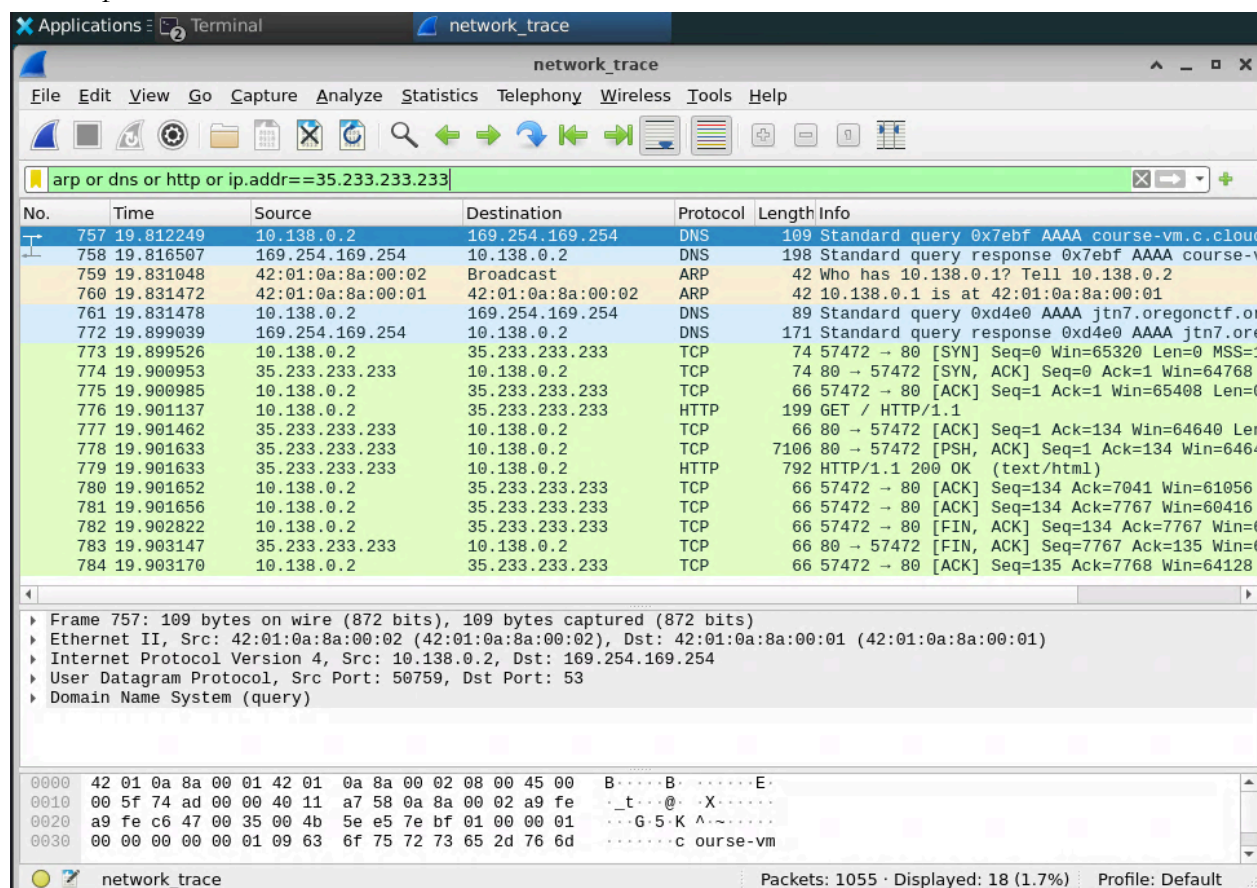 Applications Terminal network_trace
network_trace
File Edit View Go Capture Analyze Statistics Telephony Wireless Tools Help
arp or dns or http or ip.addr==35.233.233.233
No. Time Source Destination Protocol Length Info
757 19.812249 10.138.0.2 169.254.169.254 DNS 109 Standard query 0x7ebf AAAA course-vm.c.cloud
758 19.816507 169.254.169.254 10.138.0.2 DNS 198 Standard query response 0x7ebf AAAA course-
759 19.831048 42:01:0a:8a:00:02 Broadcast ARP 42 Who has 10.138.0.1? Tell 10.138.0.2
760 19.831472 42:01:0a:8a:00:01 42:01:0a:8a:00:02 ARP 42 10.138.0.1 is at 42:01:0a:8a:00:01
761 19.831478 10.138.0.2 169.254.169.254 DNS 89 Standard query 0xd4e0 AAAA jtn7.oregonctf.o
772 19.899039 169.254.169.254 10.138.0.2 DNS 171 Standard query response 0xd4e0 AAAA jtn7.ore
773 19.899526 10.138.0.2 35.233.233.233 TCP 74 57472 → 80 [SYN] Seq=0 Win=65320 Len=0 MSS=
774 19.900953 35.233.233.233 10.138.0.2 TCP 74 80 → 57472 [SYN, ACK] Seq=0 Ack=1 Win=64768
775 19.900985 10.138.0.2 35.233.233.233 TCP 66 57472 → 80 [ACK] Seq=1 Ack=1 Win=65408 Len=
776 19.901137 10.138.0.2 35.233.233.233 HTTP 199 GET / HTTP/1.1
777 19.901462 35.233.233.233 10.138.0.2 TCP 66 80 → 57472 [ACK] Seq=1 Ack=134 Win=64640 Le
778 19.901633 35.233.233.233 10.138.0.2 TCP 7106 80 → 57472 [PSH, ACK] Seq=1 Ack=134 Win=646
779 19.901633 35.233.233.233 10.138.0.2 HTTP 792 HTTP/1.1 200 OK (text/html)
780 19.901652 10.138.0.2 35.233.233.233 TCP 66 57472 → 80 [ACK] Seq=134 Ack=7041 Win=61056
781 19.901656 10.138.0.2 35.233.233.233 TCP 66 57472 → 80 [ACK] Seq=134 Ack=7767 Win=60416
782 19.902822 10.138.0.2 35.233.233.233 TCP 66 57472 → 80 [FIN, ACK] Seq=134 Ack=7767 Win=
783 19.903147 35.233.233.233 10.138.0.2 TCP 66 80 → 57472 [FIN, ACK] Seq=7767 Ack=135 Win=
784 19.903170 10.138.0.2 35.233.233.233 TCP 66 57472 → 80 [ACK] Seq=135 Ack=7768 Win=64128
Frame 757: 109 bytes on wire (872 bits), 109 bytes captured (872 bits)
Ethernet II, Src: 42:01:0a:8a:00:02 (42:01:0a:8a:00:02), Dst: 42:01:0a:8a:00:01 (42:01:0a:8a:00:01)
Internet Protocol Version 4, Src: 10.138.0.2, Dst: 169.254.169.254
User Datagram Protocol, Src Port: 50759, Dst Port: 53
Domain Name System (query)
0000 42 01 0a 8a 00 01 42 01 0a 8a 00 02 08 00 45 00 B·····B· ······E·
0010 00 5f 74 ad 00 00 40 11 a7 58 0a 8a 00 02 a9 fe ·_t···@· ·X······
0020 a9 fe c6 47 00 35 00 4b 5e e5 7e bf 01 00 00 01 ···G·5·K ^·~·····
0030 00 00 00 00 00 01 09 63 6f 75 72 73 65 2d 76 6d ·······c ourse-vm
network_trace Packets: 1055 · Displayed: 18 (1.7%) Profile: Default